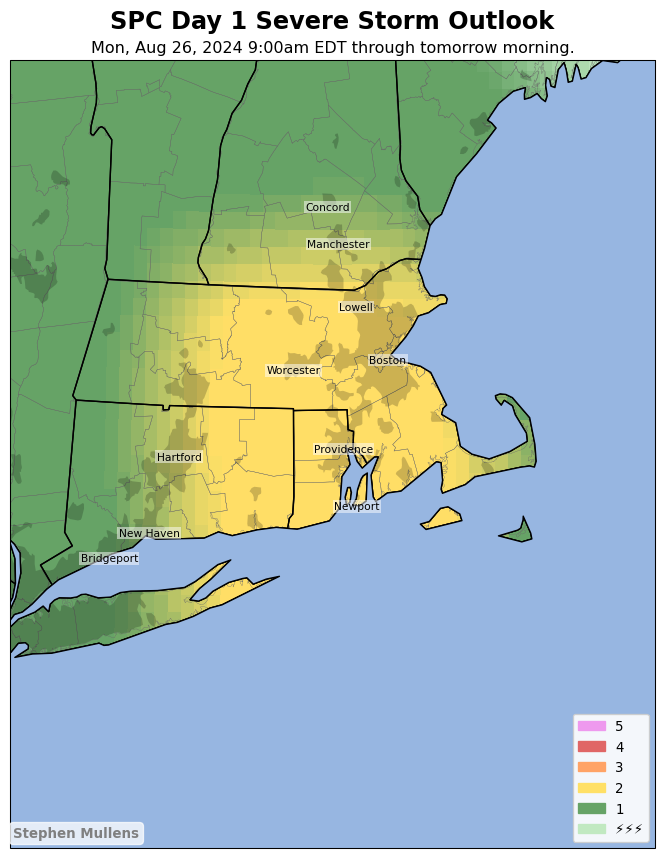 SPC Day 1 Severe Storm Outlook
Mon, Aug 26, 2024 9:00am EDT through tomorrow morning.
Concord
Manchester
Lowell
Boston
Worcester
Providence
Hartford
Newport
New Haven
Bridgeport
5
4
3
2
1
⚡⚡⚡
Stephen Mullens